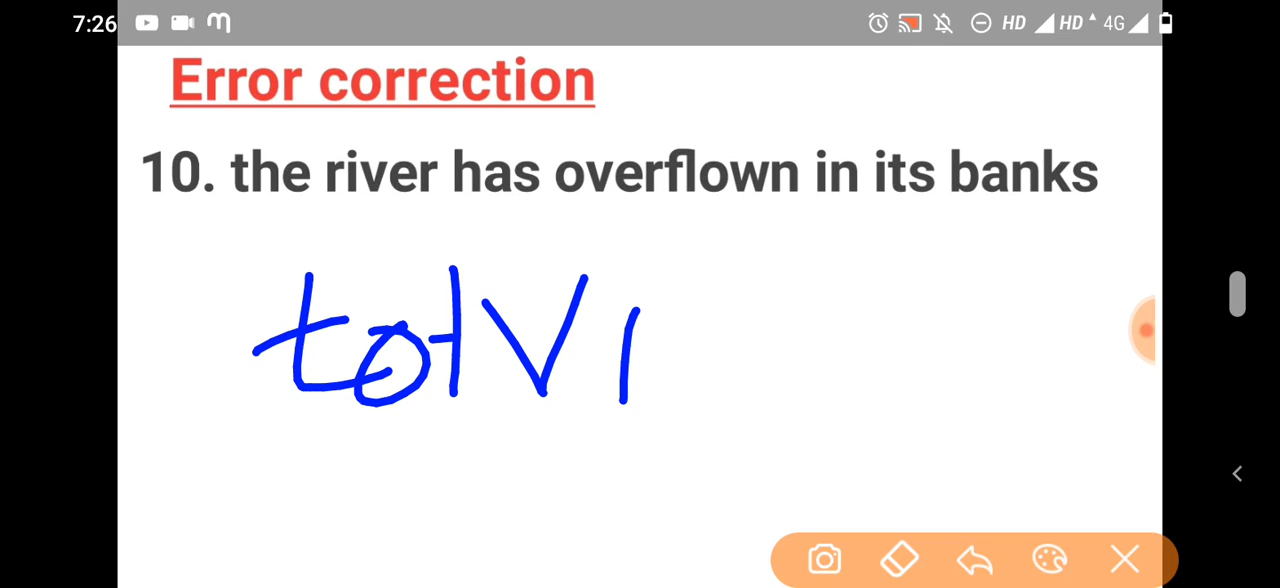 7:26 HD HD 4G
Error correction
10. the river has overflown in its banks
to+V1